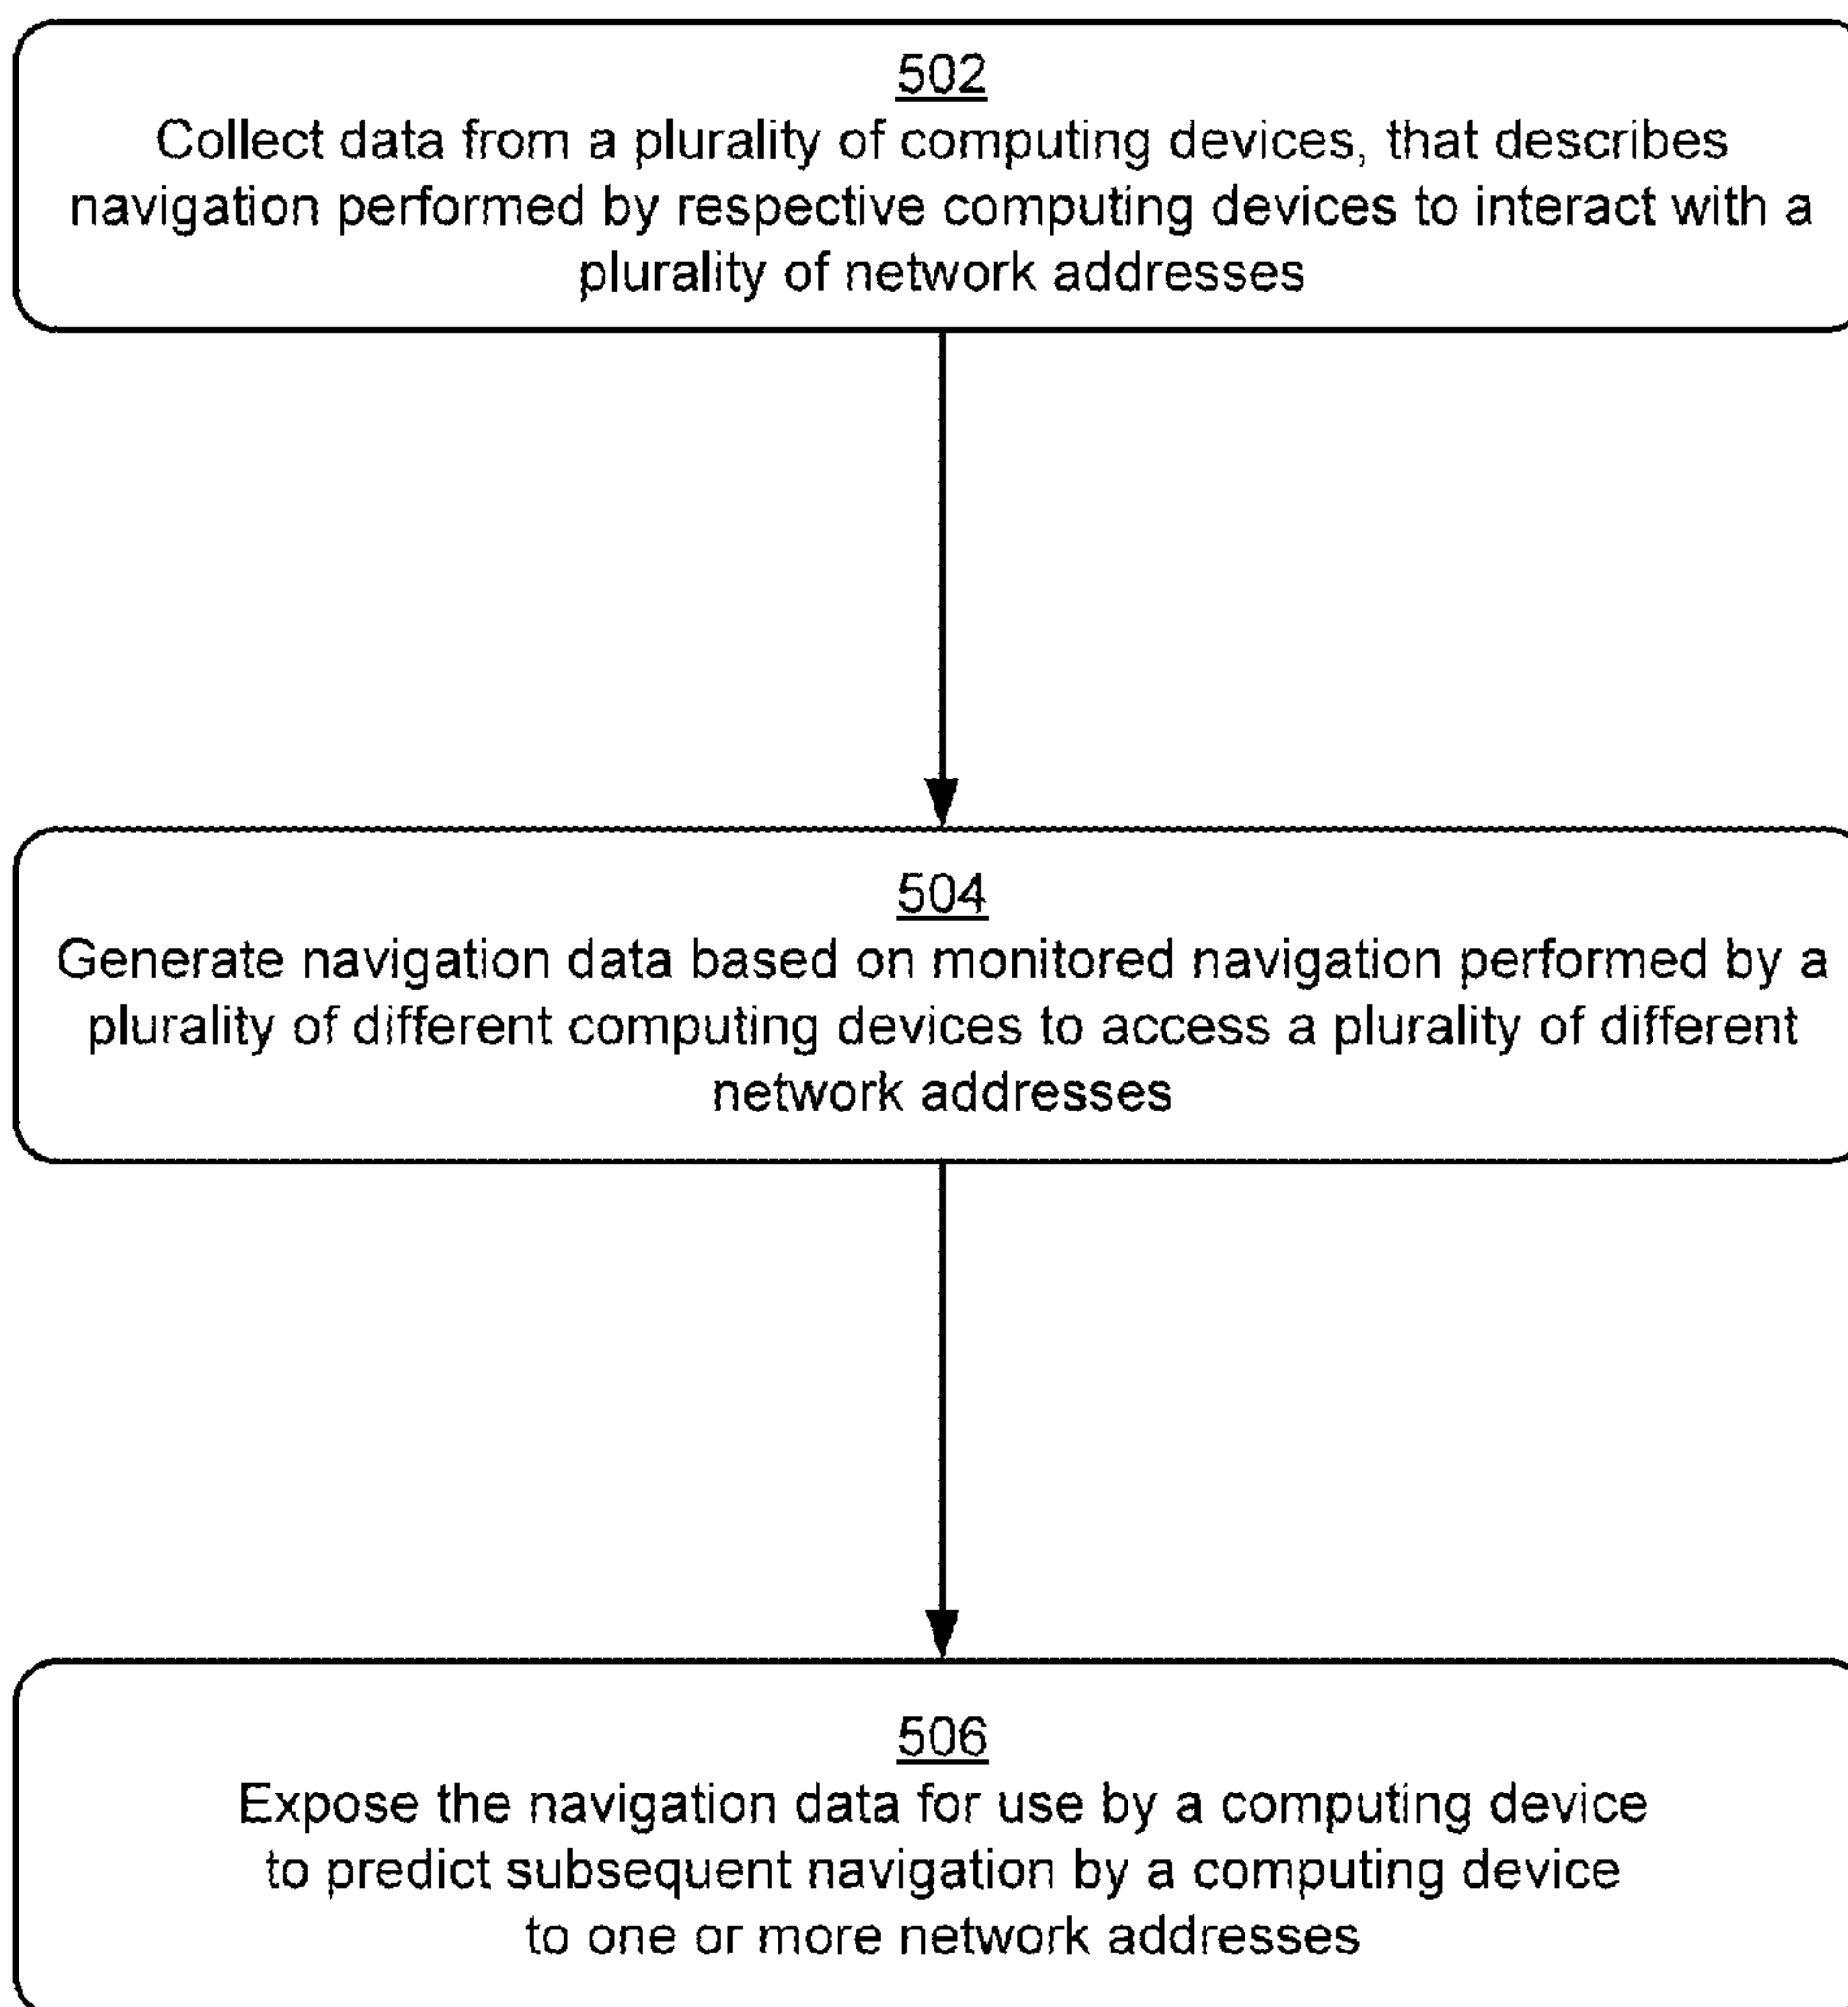 502
Collect data from a plurality of computing devices, that describes
navigation performed by respective computing devices to interact with a
plurality of network addresses
504
Generate navigation data based on monitored navigation performed by a
plurality of different computing devices to access a plurality of different
network addresses
506
Expose the navigation data for use by a computing device
to predict subsequent navigation by a computing device
to one or more network addresses